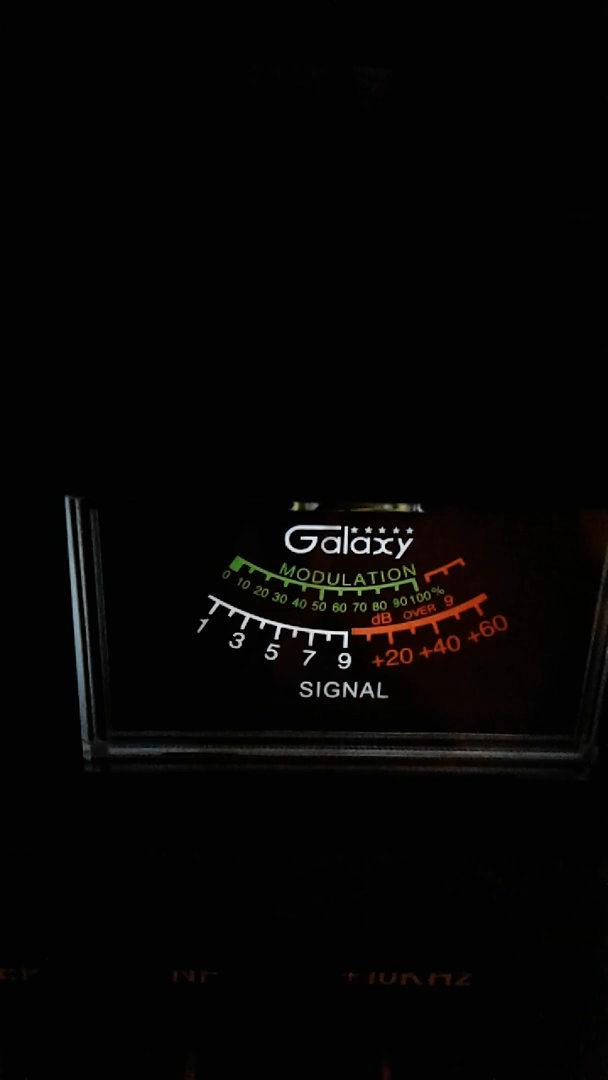 Galaxy
MODULATION
0 10 20 30 40 50 60 70 80 90 100%
dB OVER 9
1 3 5 7 9 +20 +40 +60
SIGNAL
+10KHz